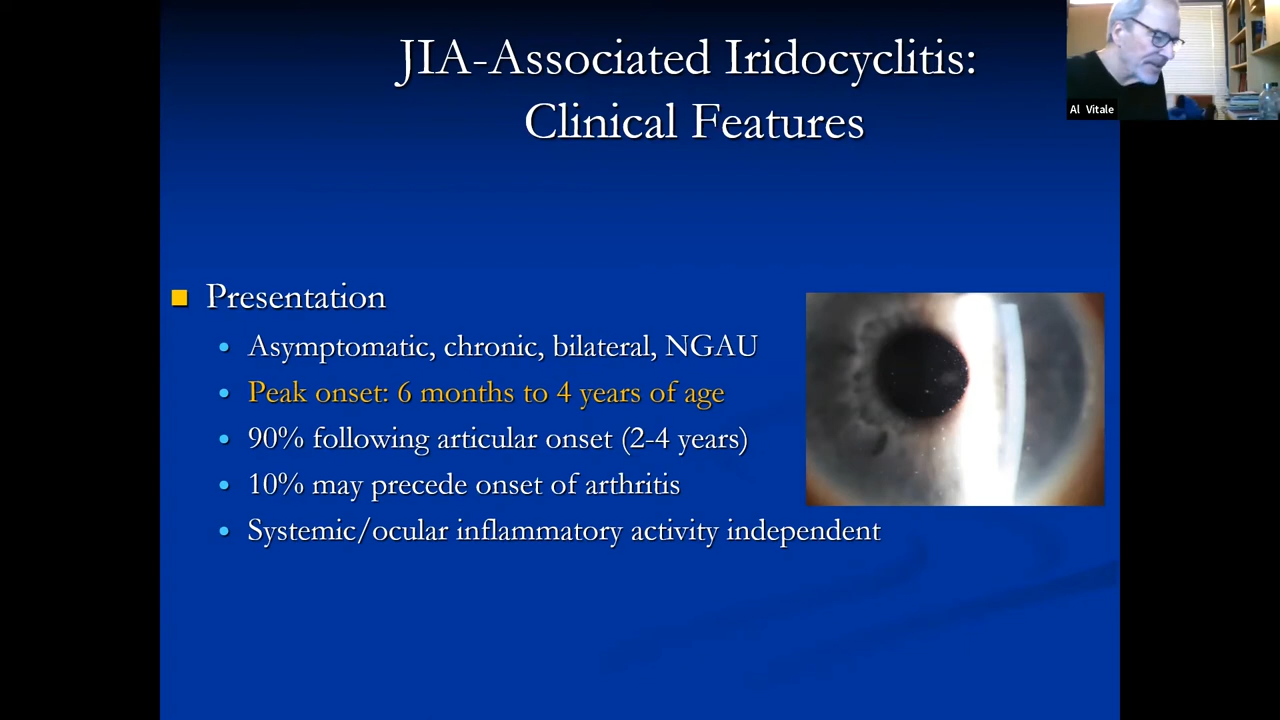 JIA-Associated Iridocyclitis:
Clinical Features
Al Vitale
Presentation
Asymptomatic, chronic, bilateral, NGAU
Peak onset: 6 months to 4 years of age
90% following articular onset (2-4 years)
10% may precede onset of arthritis
Systemic/ocular inflammatory activity independent